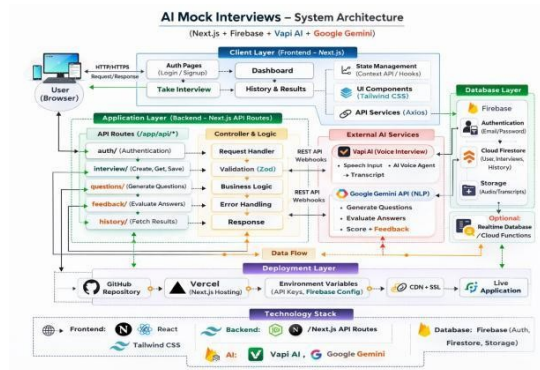 AI Mock Interviews – System Architecture
(Next.js + Firebase + Vapi AI + Google Gemini)
Client Layer (Frontend – Next.js)
HTTP/HTTPS
Request/Response
User
(Browser)
Auth Pages
(Login / Signup)
Dashboard
Take Interview
History & Results
State Management
(Context API / Hooks)
UI Components
(Tailwind CSS)
API Services (Axios)
Database Layer
Firebase
Authentication
(Email/Password)
Cloud Firestore
(User, Interviews,
History)
Storage
(Audio/Transcripts)
Optional:
Realtime Database
/Cloud Functions
Application Layer (Backend – Next.js API Routes)
API Routes (/app/api/*)
auth/ (Authentication)
interview/ (Create, Get, Save)
questions/ (Generate Questions)
feedback/ (Evaluate Answers)
history/ (Fetch Results)
Controller & Logic
Request Handler
Validation (Zod)
Business Logic
Error Handling
Response
REST API
Webhooks
REST API
Webhooks
External AI Services
Vapi AI (Voice Interview)
• Speech Input • AI Voice Agent
→ Transcript
Google Gemini API (NLP)
• Generate Questions
• Evaluate Answers
• Score + Feedback
Data Flow
Deployment Layer
GitHub
Repository
Vercel
(Next.js Hosting)
Environment Variables
(API Keys, Firebase Config)
CDN + SSL
Live
Application
Technology Stack
Frontend: N React
Tailwind CSS
Backend: N /Next.js API Routes
AI: Vapi AI , G Google Gemini
Database: Firebase (Auth,
Firestore, Storage)